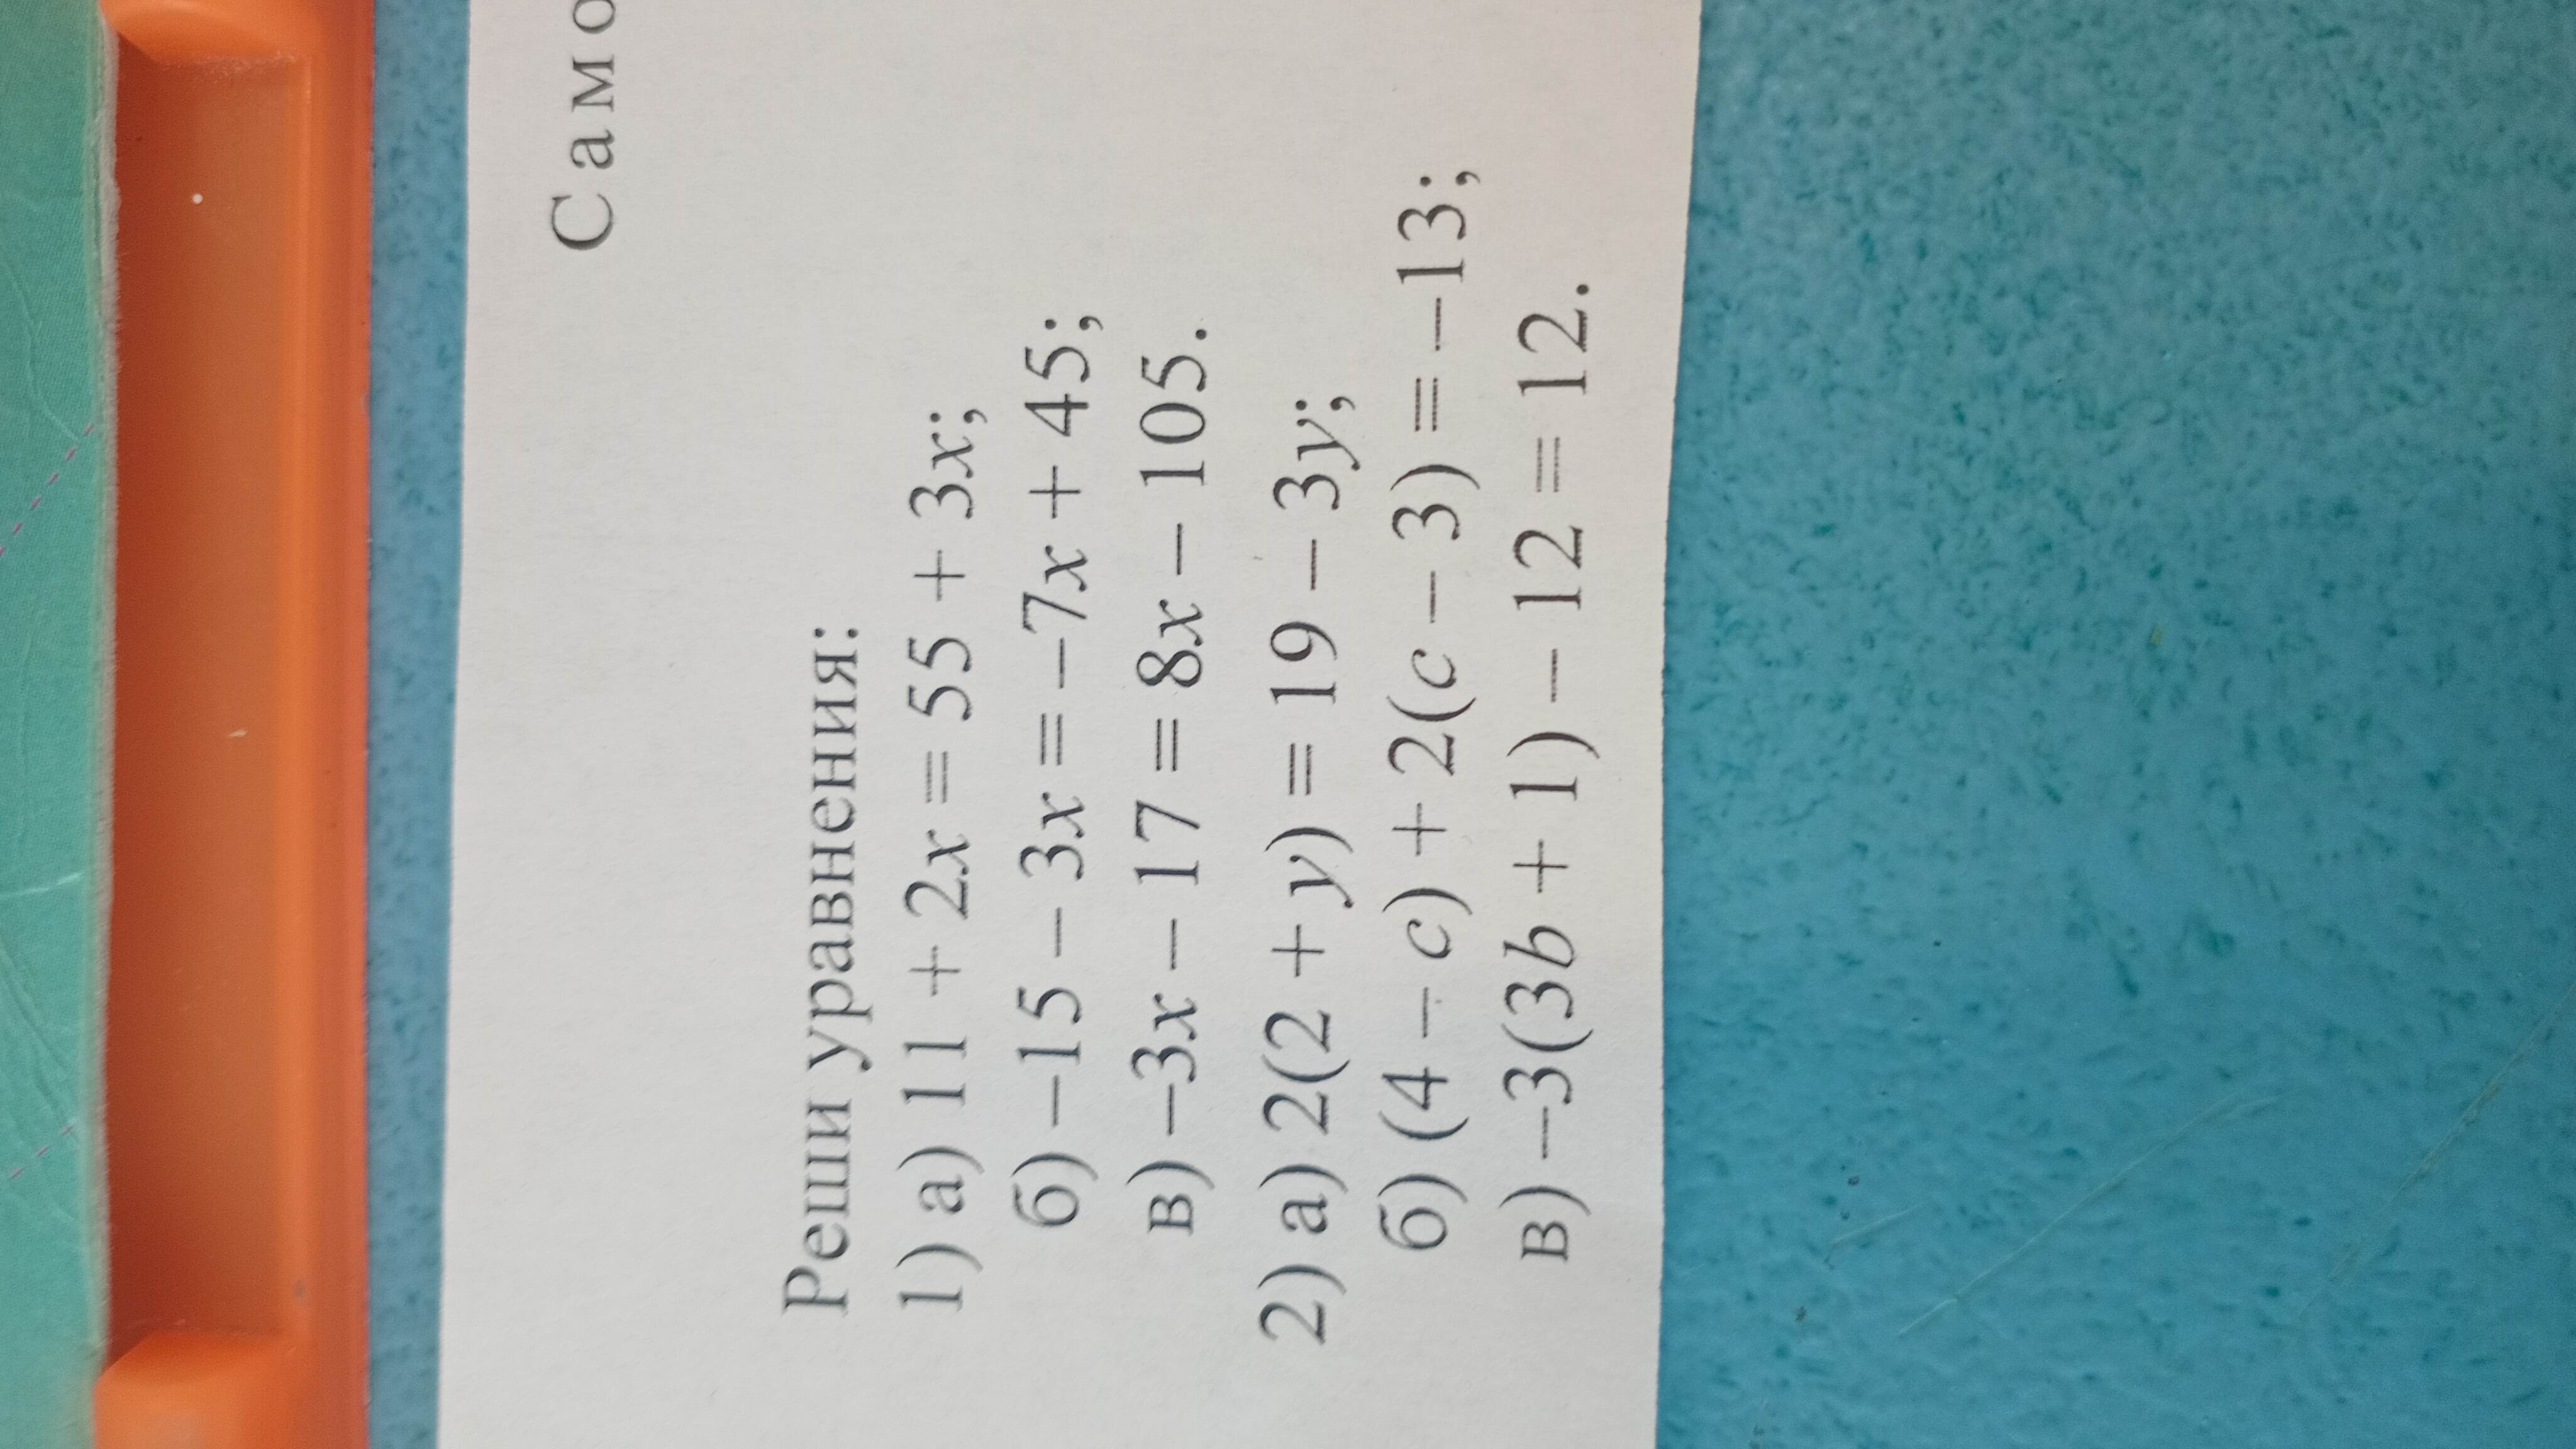 Само
Реши уравнения:
1) а) 11 + 2x = 55 + 3x;
б) –15 – 3x = –7x + 45;
в) –3x – 17 = 8x – 105.
2) а) 2(2 + y) = 19 – 3y;
б) (4 – c) + 2(c – 3) = –13;
в) –3(3b + 1) – 12 = 12.